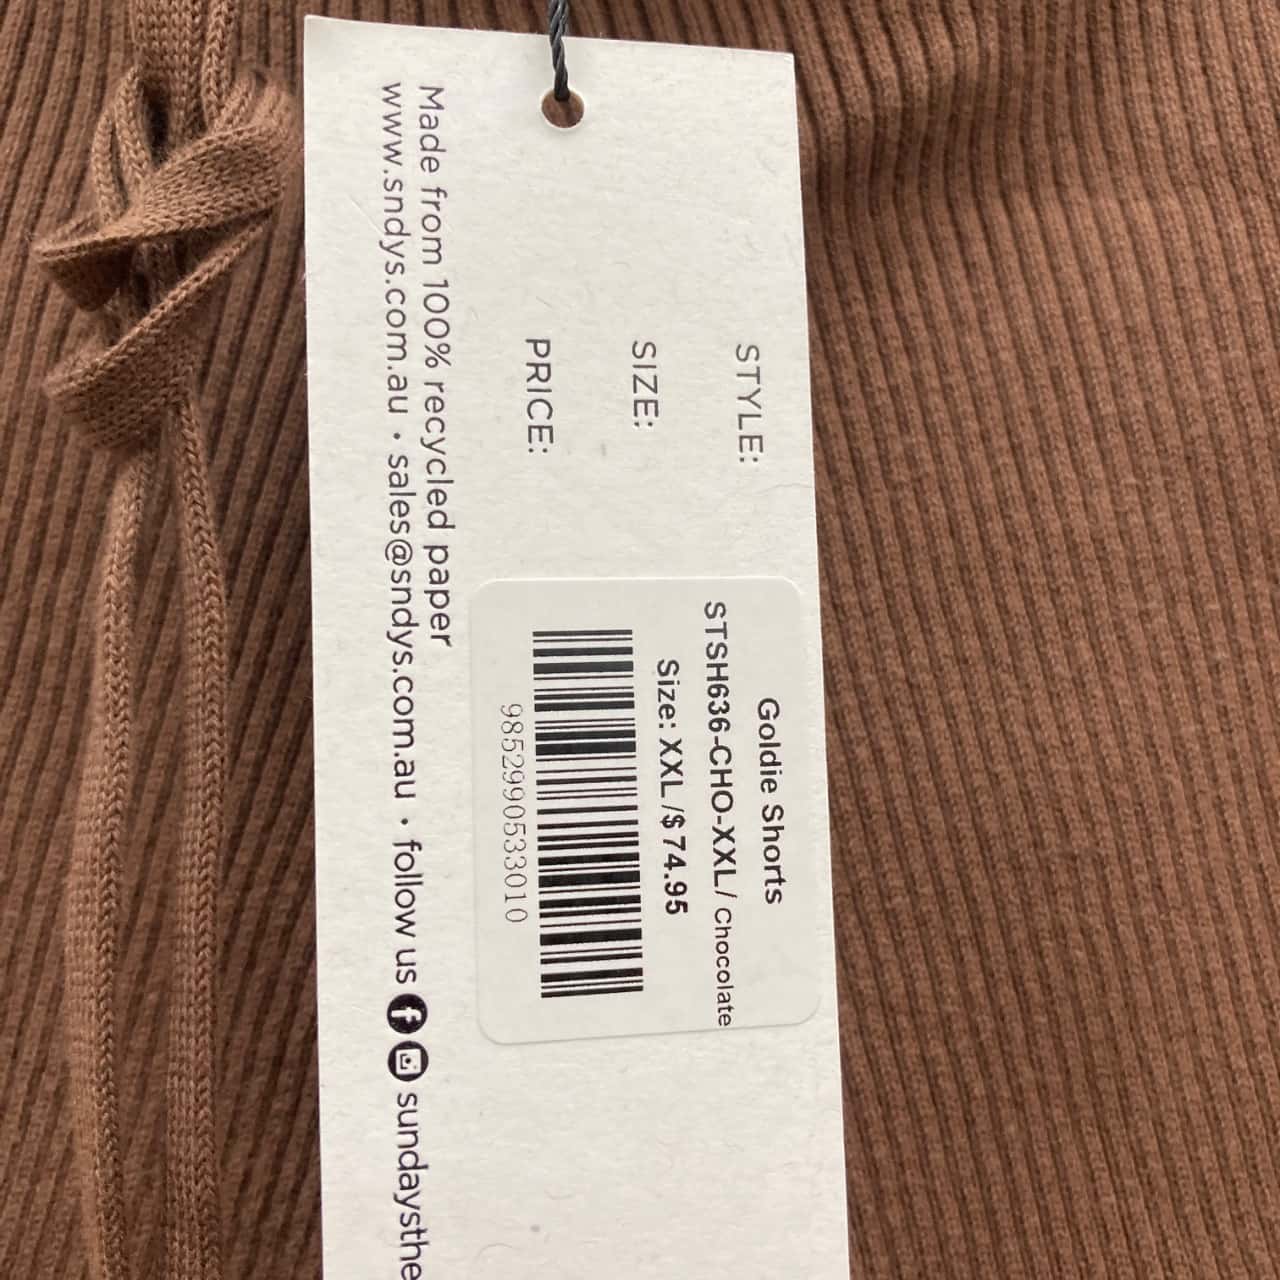 STYLE:
SIZE:
PRICE:
Goldie Shorts
STSH636-CHO-XXL/ Chocolate
Size: XXL /$74.95
9852990533010
Made from 100% recycled paper
www.sndys.com.au • sales@sndys.com.au • follow us sundaysthe